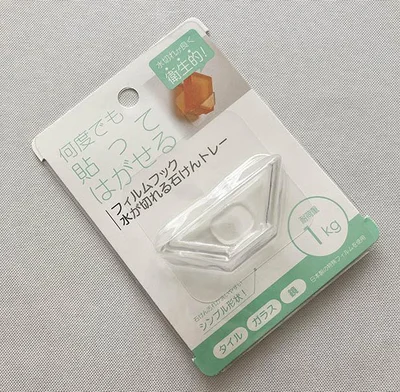 水切れが良く
衛生的!
何度でも
貼って
はがせる
フィルムフック
水が切れる石けんトレー
耐荷重
1kg
シンプル形状!
タイル
ガラス
鏡